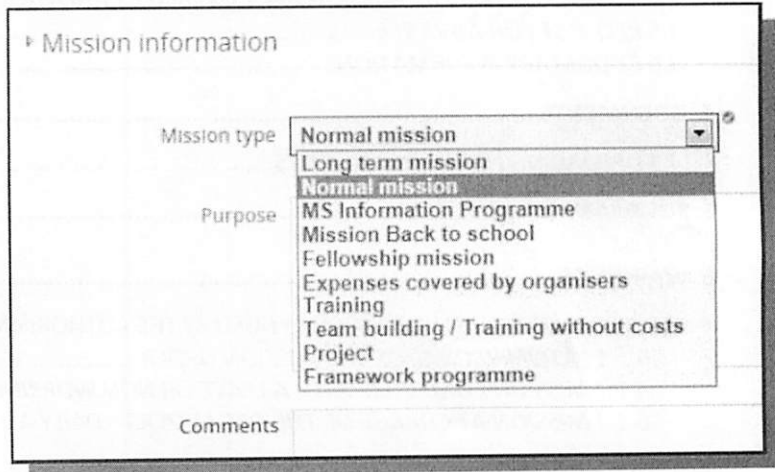 Mission information
Mission type Normal mission
Long term mission
Normal mission
Purpose
MS Information Programme
Mission Back to school
Fellowship mission
Expenses covered by organisers
Training
Team building / Training without costs
Project
Framework programme
Comments